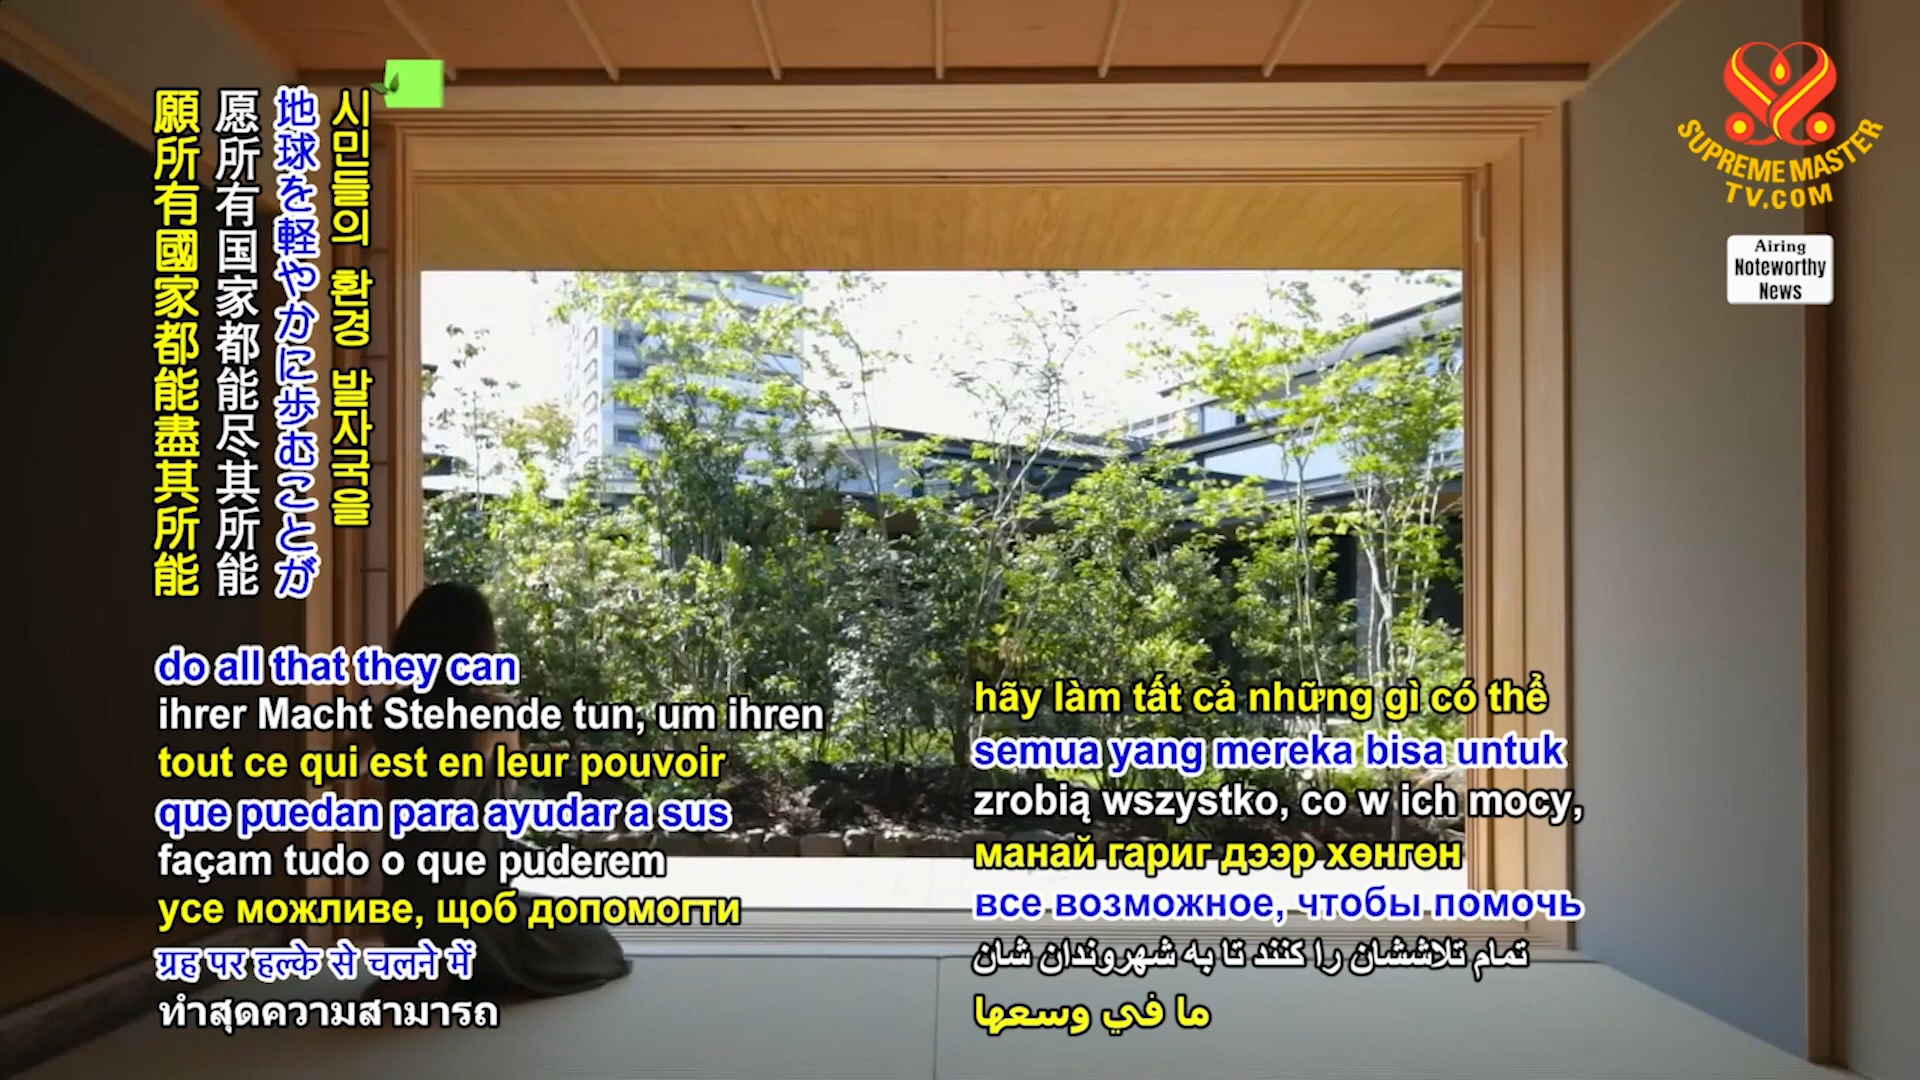 願所有國家都能盡其所能
愿所有国家都能尽其所能
地球を軽やかに歩むことが
시민들의 환경 발자국을
SUPREME MASTER
TV.COM
Airing
Noteworthy
News
do all that they can
ihrer Macht Stehende tun, um ihren
tout ce qui est en leur pouvoir
que puedan para ayudar a sus
façam tudo o que puderem
усе можливе, щоб допомогти
ग्रह पर हल्के से चलने में
ทำสุดความสามารถ
hãy làm tất cả những gì có thể
semua yang mereka bisa untuk
zrobią wszystko, co w ich mocy,
манай гариг дээр хөнгөн
все возможное, чтобы помочь
تمام تلاششان را کنند تا به شهروندان شان
ما في وسعها